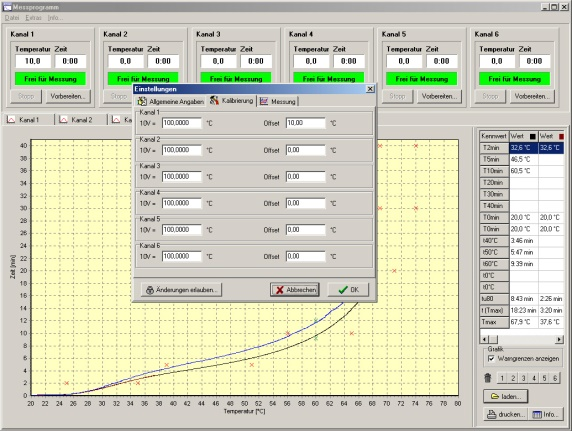 Messprogramm
Datei Extras Info...
Kanal 1 Kanal 2 Kanal 3 Kanal 4 Kanal 5 Kanal 6
Temperatur Zeit Temperatur Zeit Temperatur Zeit Temperatur Zeit Temperatur Zeit Temperatur Zeit
10,0 0:00 0,0 0:00 0,0 0:00 0,0 0:00 0,0 0:00 0,0 0:00
Frei für Messung Frei für Messung Frei für Messung Frei für Messung Frei für Messung Frei für Messung
Stopp Vorbereiten... Stopp Vorbereiten... Stopp Vorbereiten...
Kanal 1 Kanal 2 Ka
Einstellungen
Allgemeine Angaben Kalibrierung Messung
Kanal 1
10V = 100,0000 °C Offset 10,00 °C
Kanal 2
10V = 100,0000 °C Offset 0,00 °C
Kanal 3
10V = 100,0000 °C Offset 0,00 °C
Kanal 4
10V = 100,0000 °C Offset 0,00 °C
Kanal 5
10V = 100,0000 °C Offset 0,00 °C
Kanal 6
10V = 100,0000 °C Offset 0,00 °C
Änderungen erlauben... Abbrechen OK
Zeit [min]
40
38
36
34
32
30
28
26
24
22
20
18
16
14
12
10
8
6
4
2
0
20 22 24 26 28 30 32 34 36 38 40 42 44 46 48 50 52 54 56 58 60 62 64 66 68 70 72 74 76 78 80
Temperatur [°C]
Kennwert Wert Wert
T2min 32,6 °C 32,6 °C
T5min 46,5 °C
T10min 60,5 °C
T20min
T30min
T40min
T0min 20,0 °C 20,0 °C
T0min 20,0 °C 20,0 °C
t40°C 3:46 min
t50°C 5:47 min
t60°C 9:39 min
t0°C
t0°C
tu80 8:43 min 2:26 min
t (Tmax) 18:23 min 3:20 min
Tmax 67,9 °C 37,6 °C
Grafik
Warngrenzen anzeigen
1 2 3 4 5 6
laden...
drucken... Info...